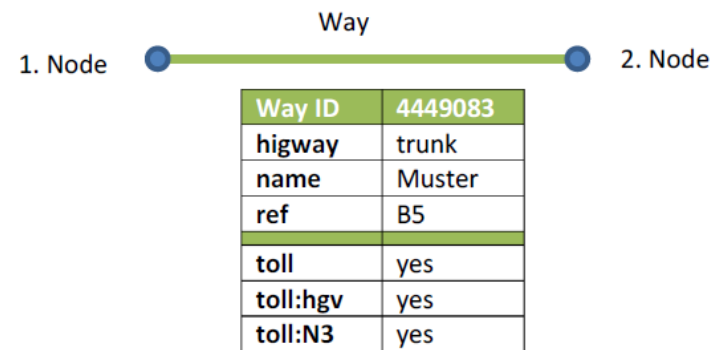 Way
1. Node
2. Node
Way ID 4449083
higway trunk
name Muster
ref B5
toll yes
toll:hgv yes
toll:N3 yes